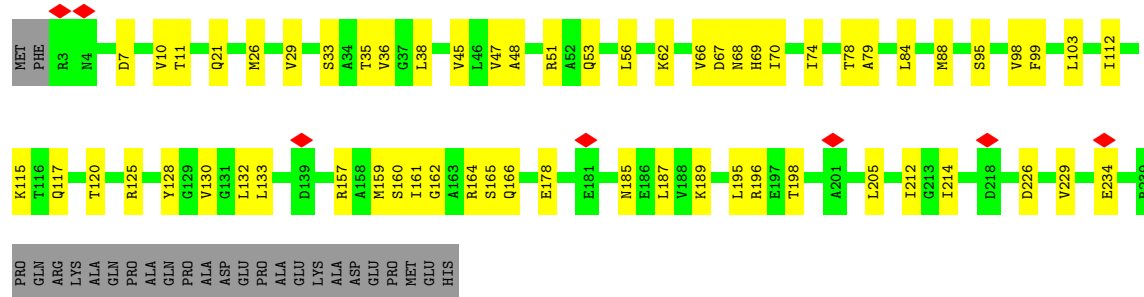 MET PHE R3 N4 D7 V10 T11 Q21 M26 V29 S33 A34 T35 V36 G37 L38 V45 L46 V47 A48 R51 A52 Q53 L56 K62 V66 D67 N68 H69 I70 I74 T78 A79 L84 M88 S95 V98 F99 L103 I112
K115 T116 Q117 T120 R125 Y128 G129 V130 G131 L132 L133 D139 R157 A158 M159 S160 I161 G162 A163 R164 S165 Q166 E178 E181 N185 E186 L187 V188 K189 L195 R196 E197 T198 A201 L205 I212 G213 I214 D218 D226 V229 E234
PRO GLN ARG LYS ALA GLN PRO ALA GLN PRO ALA ASP GLU PRO ALA GLU LYS ALA ASP GLU PRO MET GLU HIS